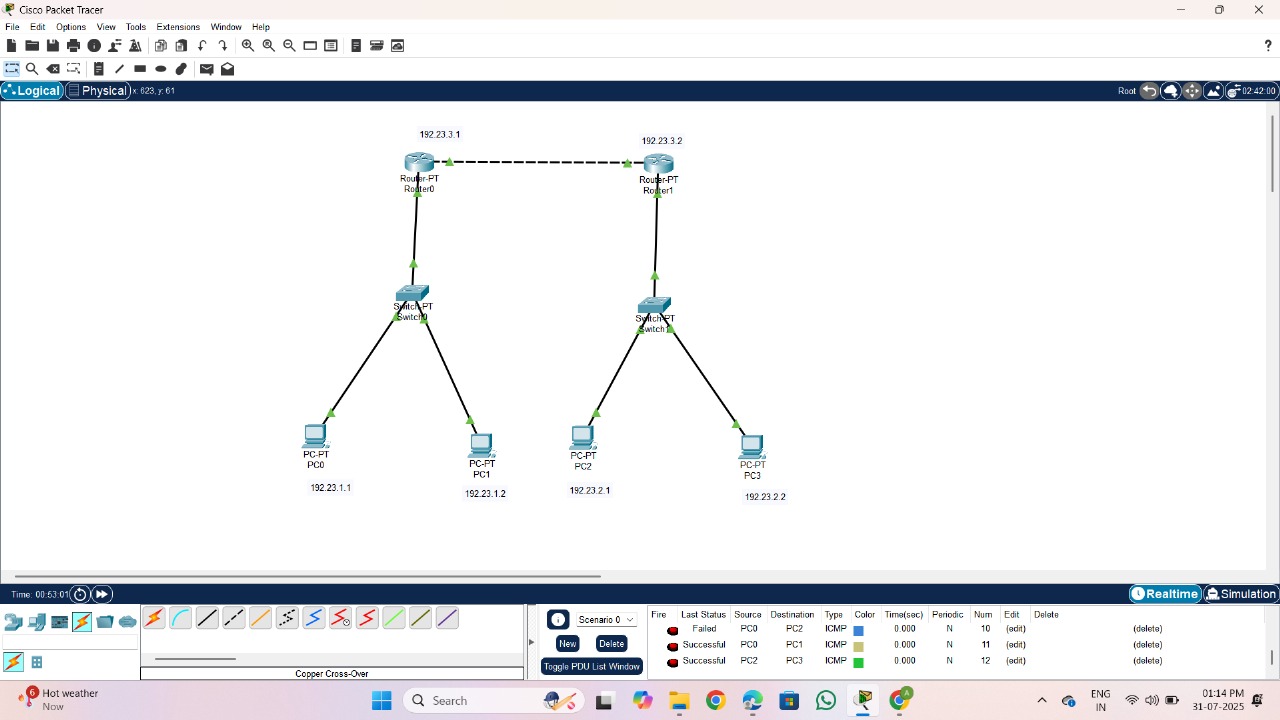 Cisco Packet Tracer
File Edit Options View Tools Extensions Window Help
Logical Physical x: 623, y: 61 Root 02:42:00
192.23.3.1
192.23.3.2
Router-PT
Router0
Router-PT
Router1
Switch-PT
Switch0
Switch-PT
Switch1
PC-PT
PC0
PC-PT
PC1
PC-PT
PC2
PC-PT
PC3
192.23.1.1
192.23.1.2
192.23.2.1
192.23.2.2
Time: 00:53:01 Realtime Simulation
Copper Cross-Over
Scenario 0
New Delete
Toggle PDU List Window
Fire Last Status Source Destination Type Color Time(sec) Periodic Num Edit Delete
Failed PC0 PC2 ICMP 0.000 N 10 (edit) (delete)
Successful PC0 PC1 ICMP 0.000 N 11 (edit) (delete)
Successful PC2 PC3 ICMP 0.000 N 12 (edit) (delete)
6
Hot weather
Now
Search
A
ENG
IN
01:14 PM
31-07-2025